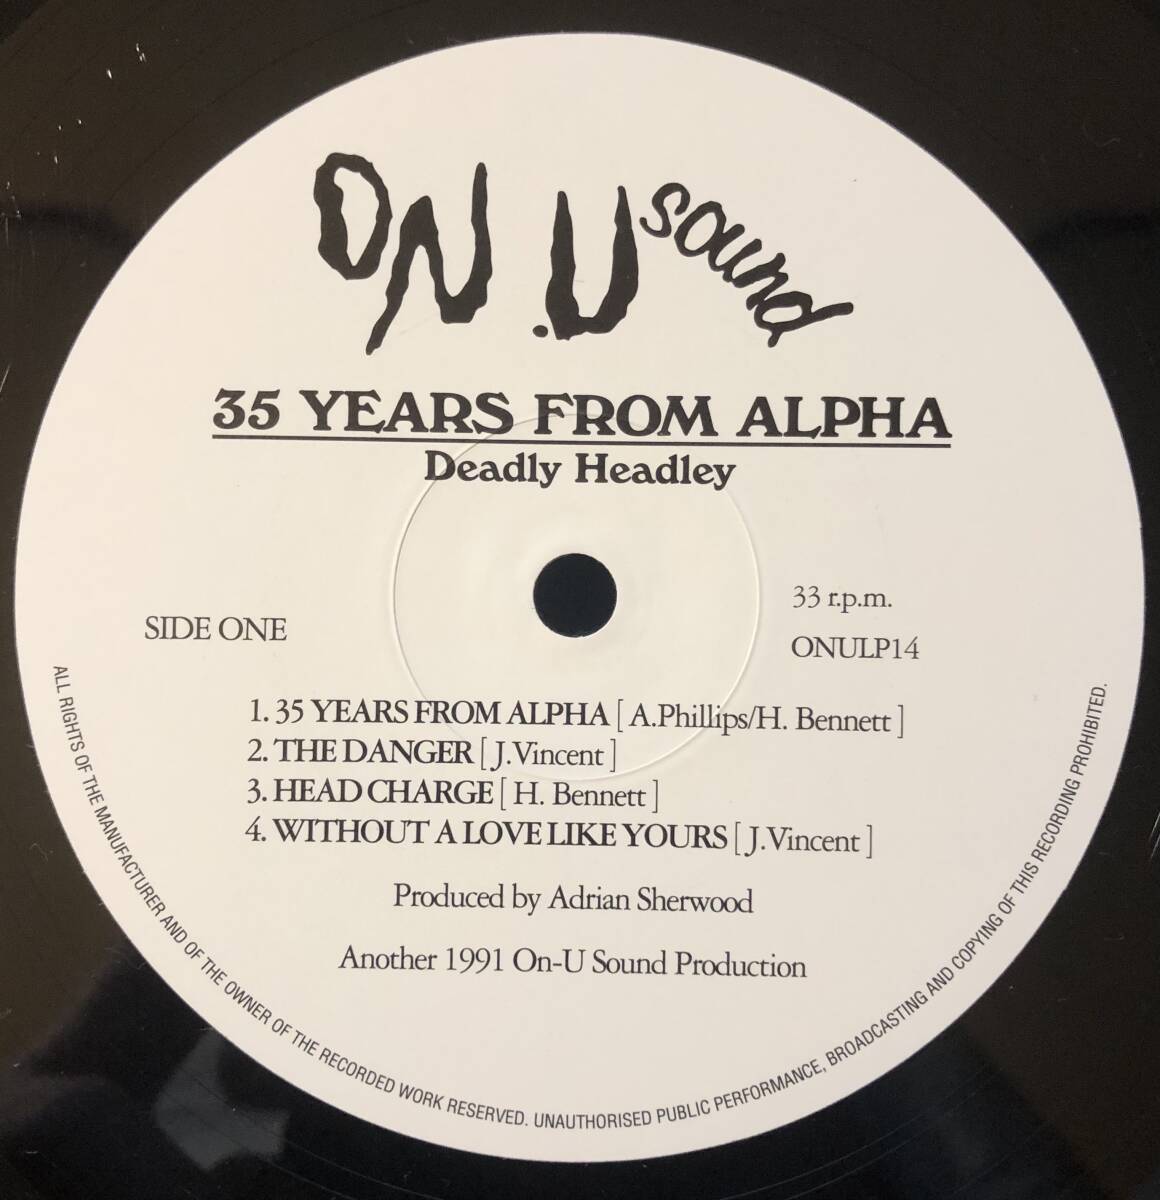 ON.U sound
35 YEARS FROM ALPHA
Deadly Headley
33 r.p.m.
SIDE ONE
ONULP14
1. 35 YEARS FROM ALPHA [ A.Phillips/H. Bennett ]
2. THE DANGER [ J.Vincent ]
3. HEAD CHARGE [ H. Bennett ]
4. WITHOUT A LOVE LIKE YOURS [ J.Vincent ]
Produced by Adrian Sherwood
Another 1991 On-U Sound Production
ALL RIGHTS OF THE MANUFACTURER AND OF THE OWNER OF THE RECORDED WORK RESERVED. UNAUTHORISED PUBLIC PERFORMANCE, BROADCASTING AND COPYING OF THIS RECORDING PROHIBITED.